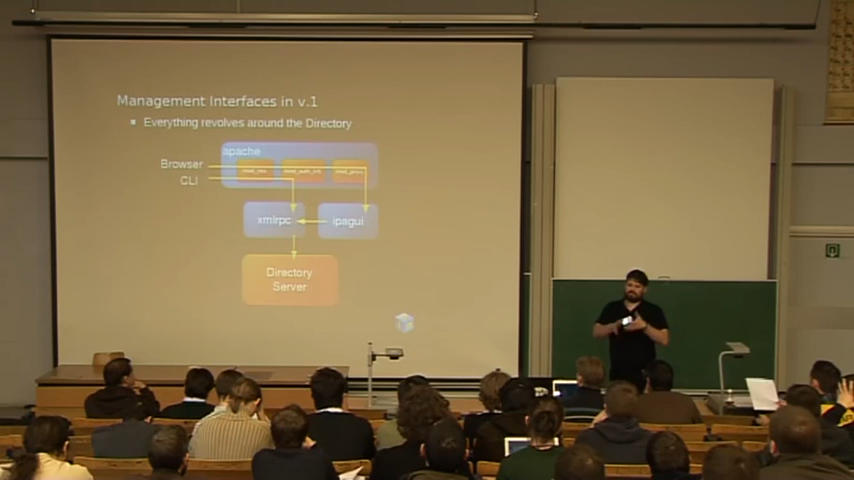 Management Interfaces in v.1
Everything revolves around the Directory
apache
Browser
CLI
xmlrpc
ipagui
Directory
Server